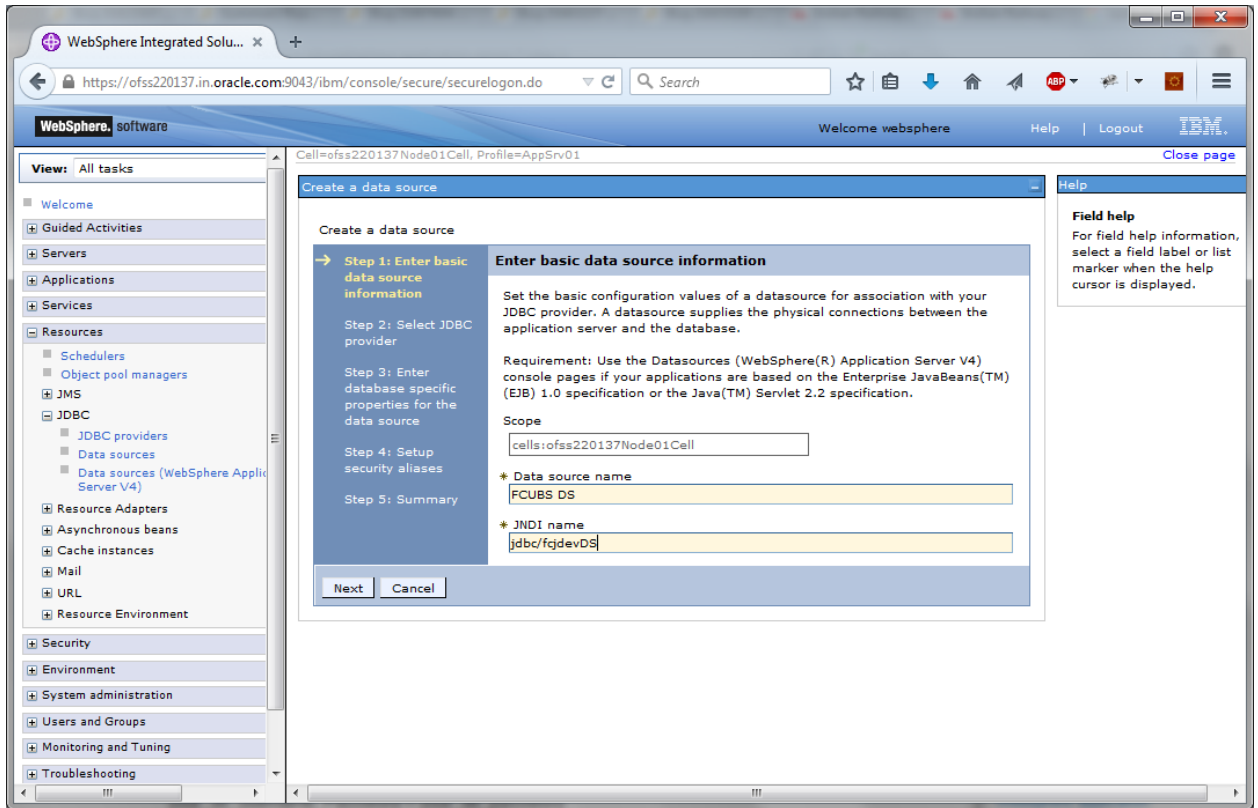 WebSphere Integrated Solu...
https://ofss220137.in.oracle.com:9043/ibm/console/secure/securelogon.do
Search
ABP
WebSphere. software
Welcome websphere
Help | Logout
IBM.
View: All tasks
Welcome
Guided Activities
Servers
Applications
Services
Resources
Schedulers
Object pool managers
JMS
JDBC
JDBC providers
Data sources
Data sources (WebSphere Applic
Server V4)
Resource Adapters
Asynchronous beans
Cache instances
Mail
URL
Resource Environment
Security
Environment
System administration
Users and Groups
Monitoring and Tuning
Troubleshooting
Cell=ofss220137Node01Cell, Profile=AppSrv01
Close page
Create a data source
Create a data source
Step 1: Enter basic
data source
information
Step 2: Select JDBC
provider
Step 3: Enter
database specific
properties for the
data source
Step 4: Setup
security aliases
Step 5: Summary
Enter basic data source information
Set the basic configuration values of a datasource for association with your
JDBC provider. A datasource supplies the physical connections between the
application server and the database.
Requirement: Use the Datasources (WebSphere(R) Application Server V4)
console pages if your applications are based on the Enterprise JavaBeans(TM)
(EJB) 1.0 specification or the Java(TM) Servlet 2.2 specification.
Scope
cells:ofss220137Node01Cell
* Data source name
FCUBS DS
* JNDI name
jdbc/fcjdevDS
Next
Cancel
Help
Field help
For field help information,
select a field label or list
marker when the help
cursor is displayed.